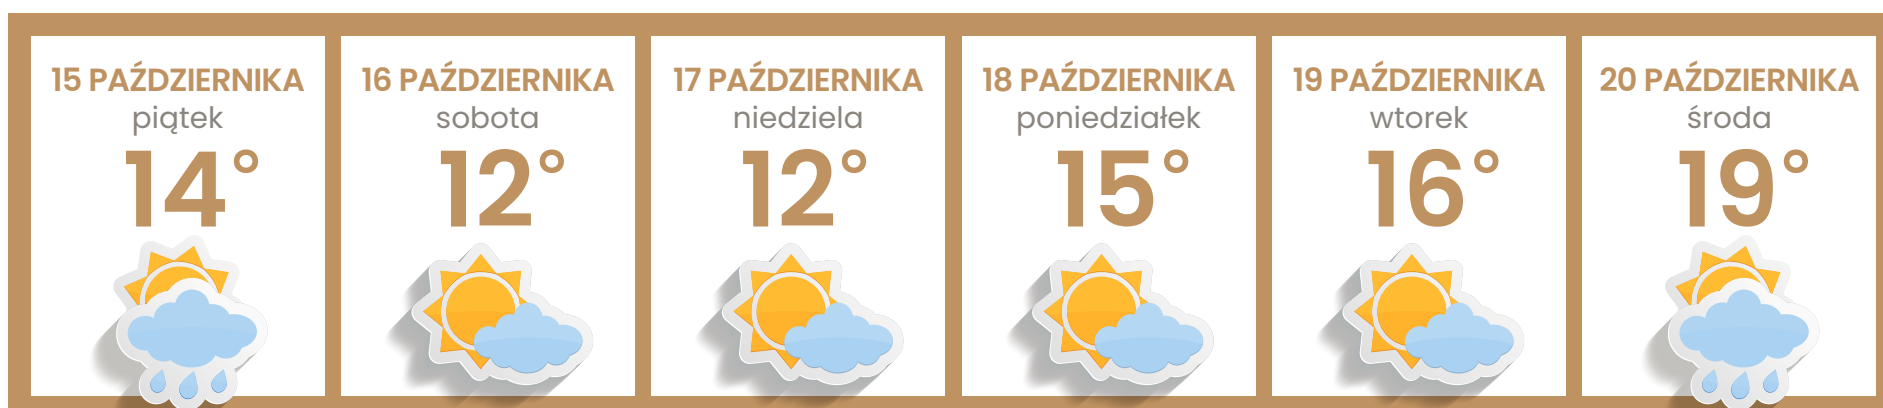 15 PAŹDZIERNIKA
piątek
14°
16 PAŹDZIERNIKA
sobota
12°
17 PAŹDZIERNIKA
niedziela
12°
18 PAŹDZIERNIKA
poniedziałek
15°
19 PAŹDZIERNIKA
wtorek
16°
20 PAŹDZIERNIKA
środa
19°